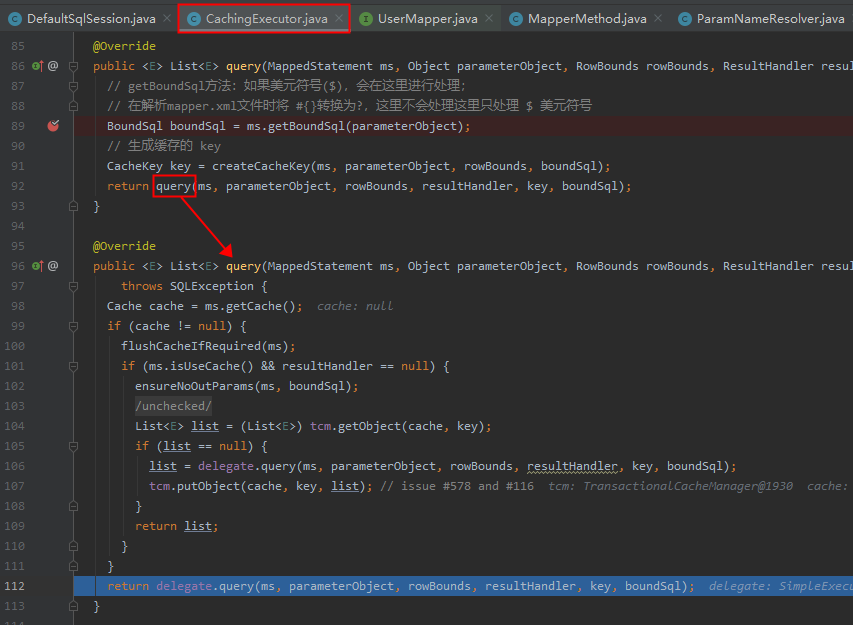 DefaultSqlSession.java × CachingExecutor.java × UserMapper.java × MapperMethod.java × ParamNameResolver.java
85 @Override
86 public <E> List<E> query(MappedStatement ms, Object parameterObject, RowBounds rowBounds, ResultHandler resul
87 // getBoundSql方法: 如果美元符号($), 会在这里进行处理;
88 // 在解析mapper.xml文件时将 #{}转换为?, 这里不会处理这里只处理 $ 美元符号
89 BoundSql boundSql = ms.getBoundSql(parameterObject);
90 // 生成缓存的 key
91 CacheKey key = createCacheKey(ms, parameterObject, rowBounds, boundSql);
92 return query(ms, parameterObject, rowBounds, resultHandler, key, boundSql);
93 }
94
95 @Override
96 public <E> List<E> query(MappedStatement ms, Object parameterObject, RowBounds rowBounds, ResultHandler resul
97 throws SQLException {
98 Cache cache = ms.getCache(); cache: null
99 if (cache != null) {
100 flushCacheIfRequired(ms);
101 if (ms.isUseCache() && resultHandler == null) {
102 ensureNoOutParams(ms, boundSql);
103 /unchecked/
104 List<E> list = (List<E>) tcm.getObject(cache, key);
105 if (list == null) {
106 list = delegate.query(ms, parameterObject, rowBounds, resultHandler, key, boundSql);
107 tcm.putObject(cache, key, list); // issue #578 and #116 tcm: TransactionalCacheManager@1930 cache:
108 }
109 return list;
110 }
111 }
112 return delegate.query(ms, parameterObject, rowBounds, resultHandler, key, boundSql); delegate: SimpleExecu
113 }